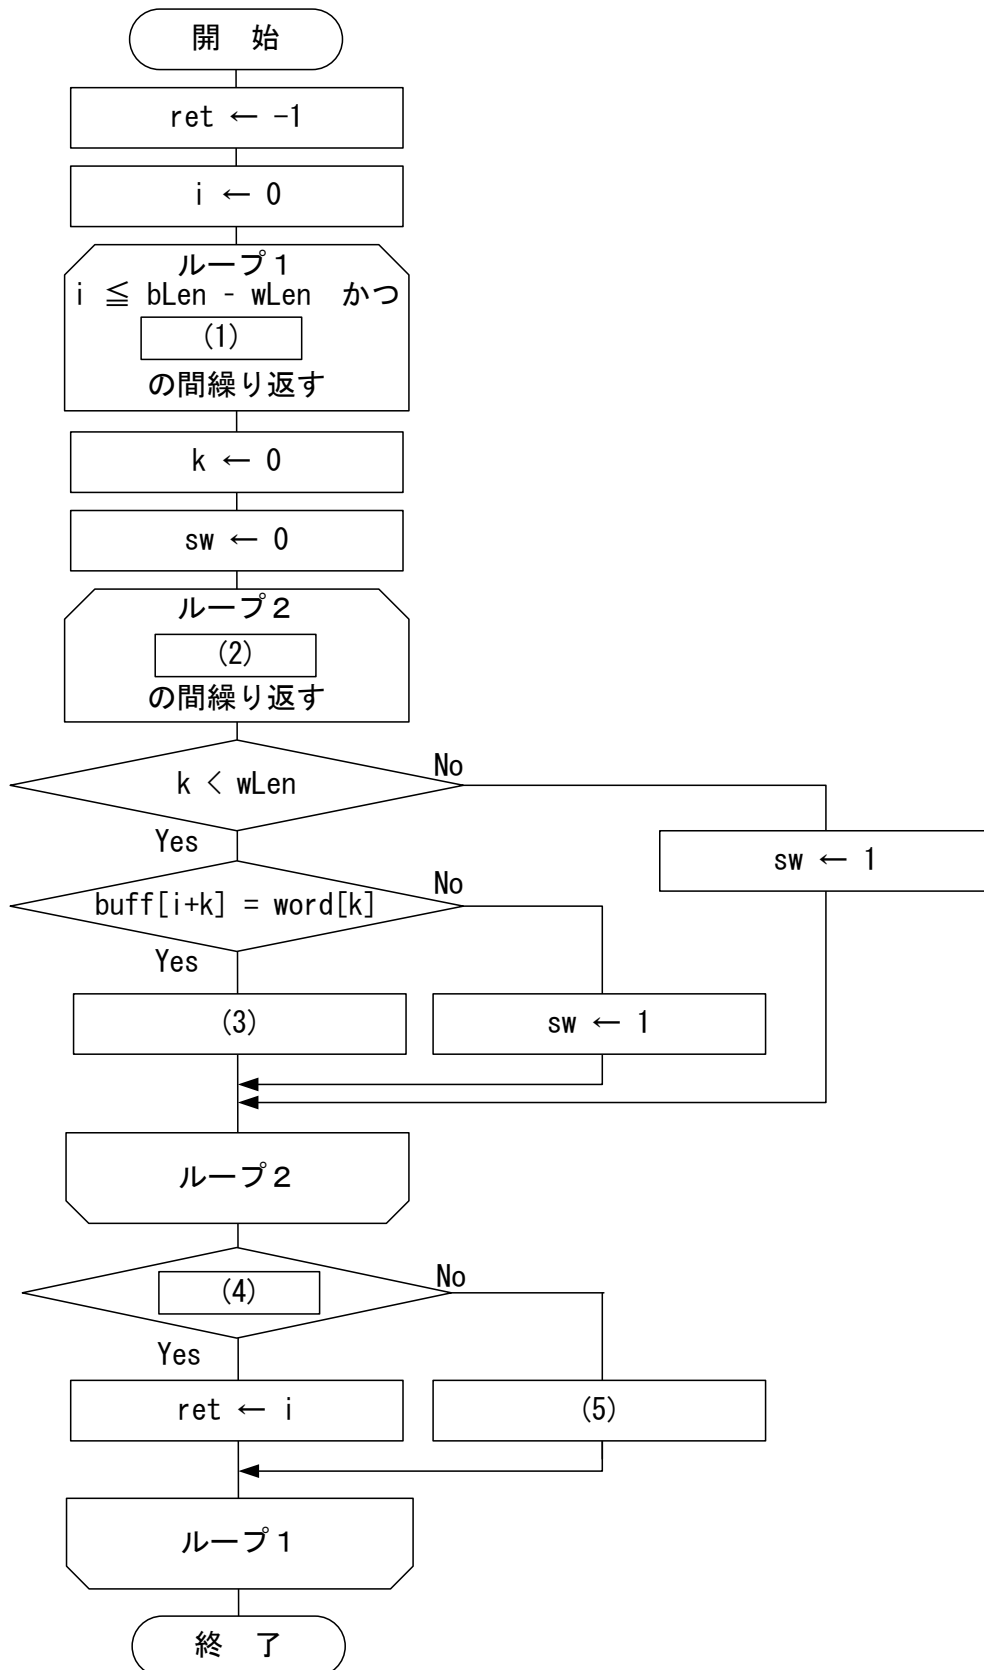 開 始
ret ← -1
i ← 0
ループ1
i ≦ bLen - wLen かつ
(1)
の間繰り返す
k ← 0
sw ← 0
ループ2
(2)
の間繰り返す
k < wLen
No
Yes
sw ← 1
buff[i+k] = word[k]
No
Yes
(3)
sw ← 1
ループ2
(4)
No
Yes
ret ← i
(5)
ループ1
終 了